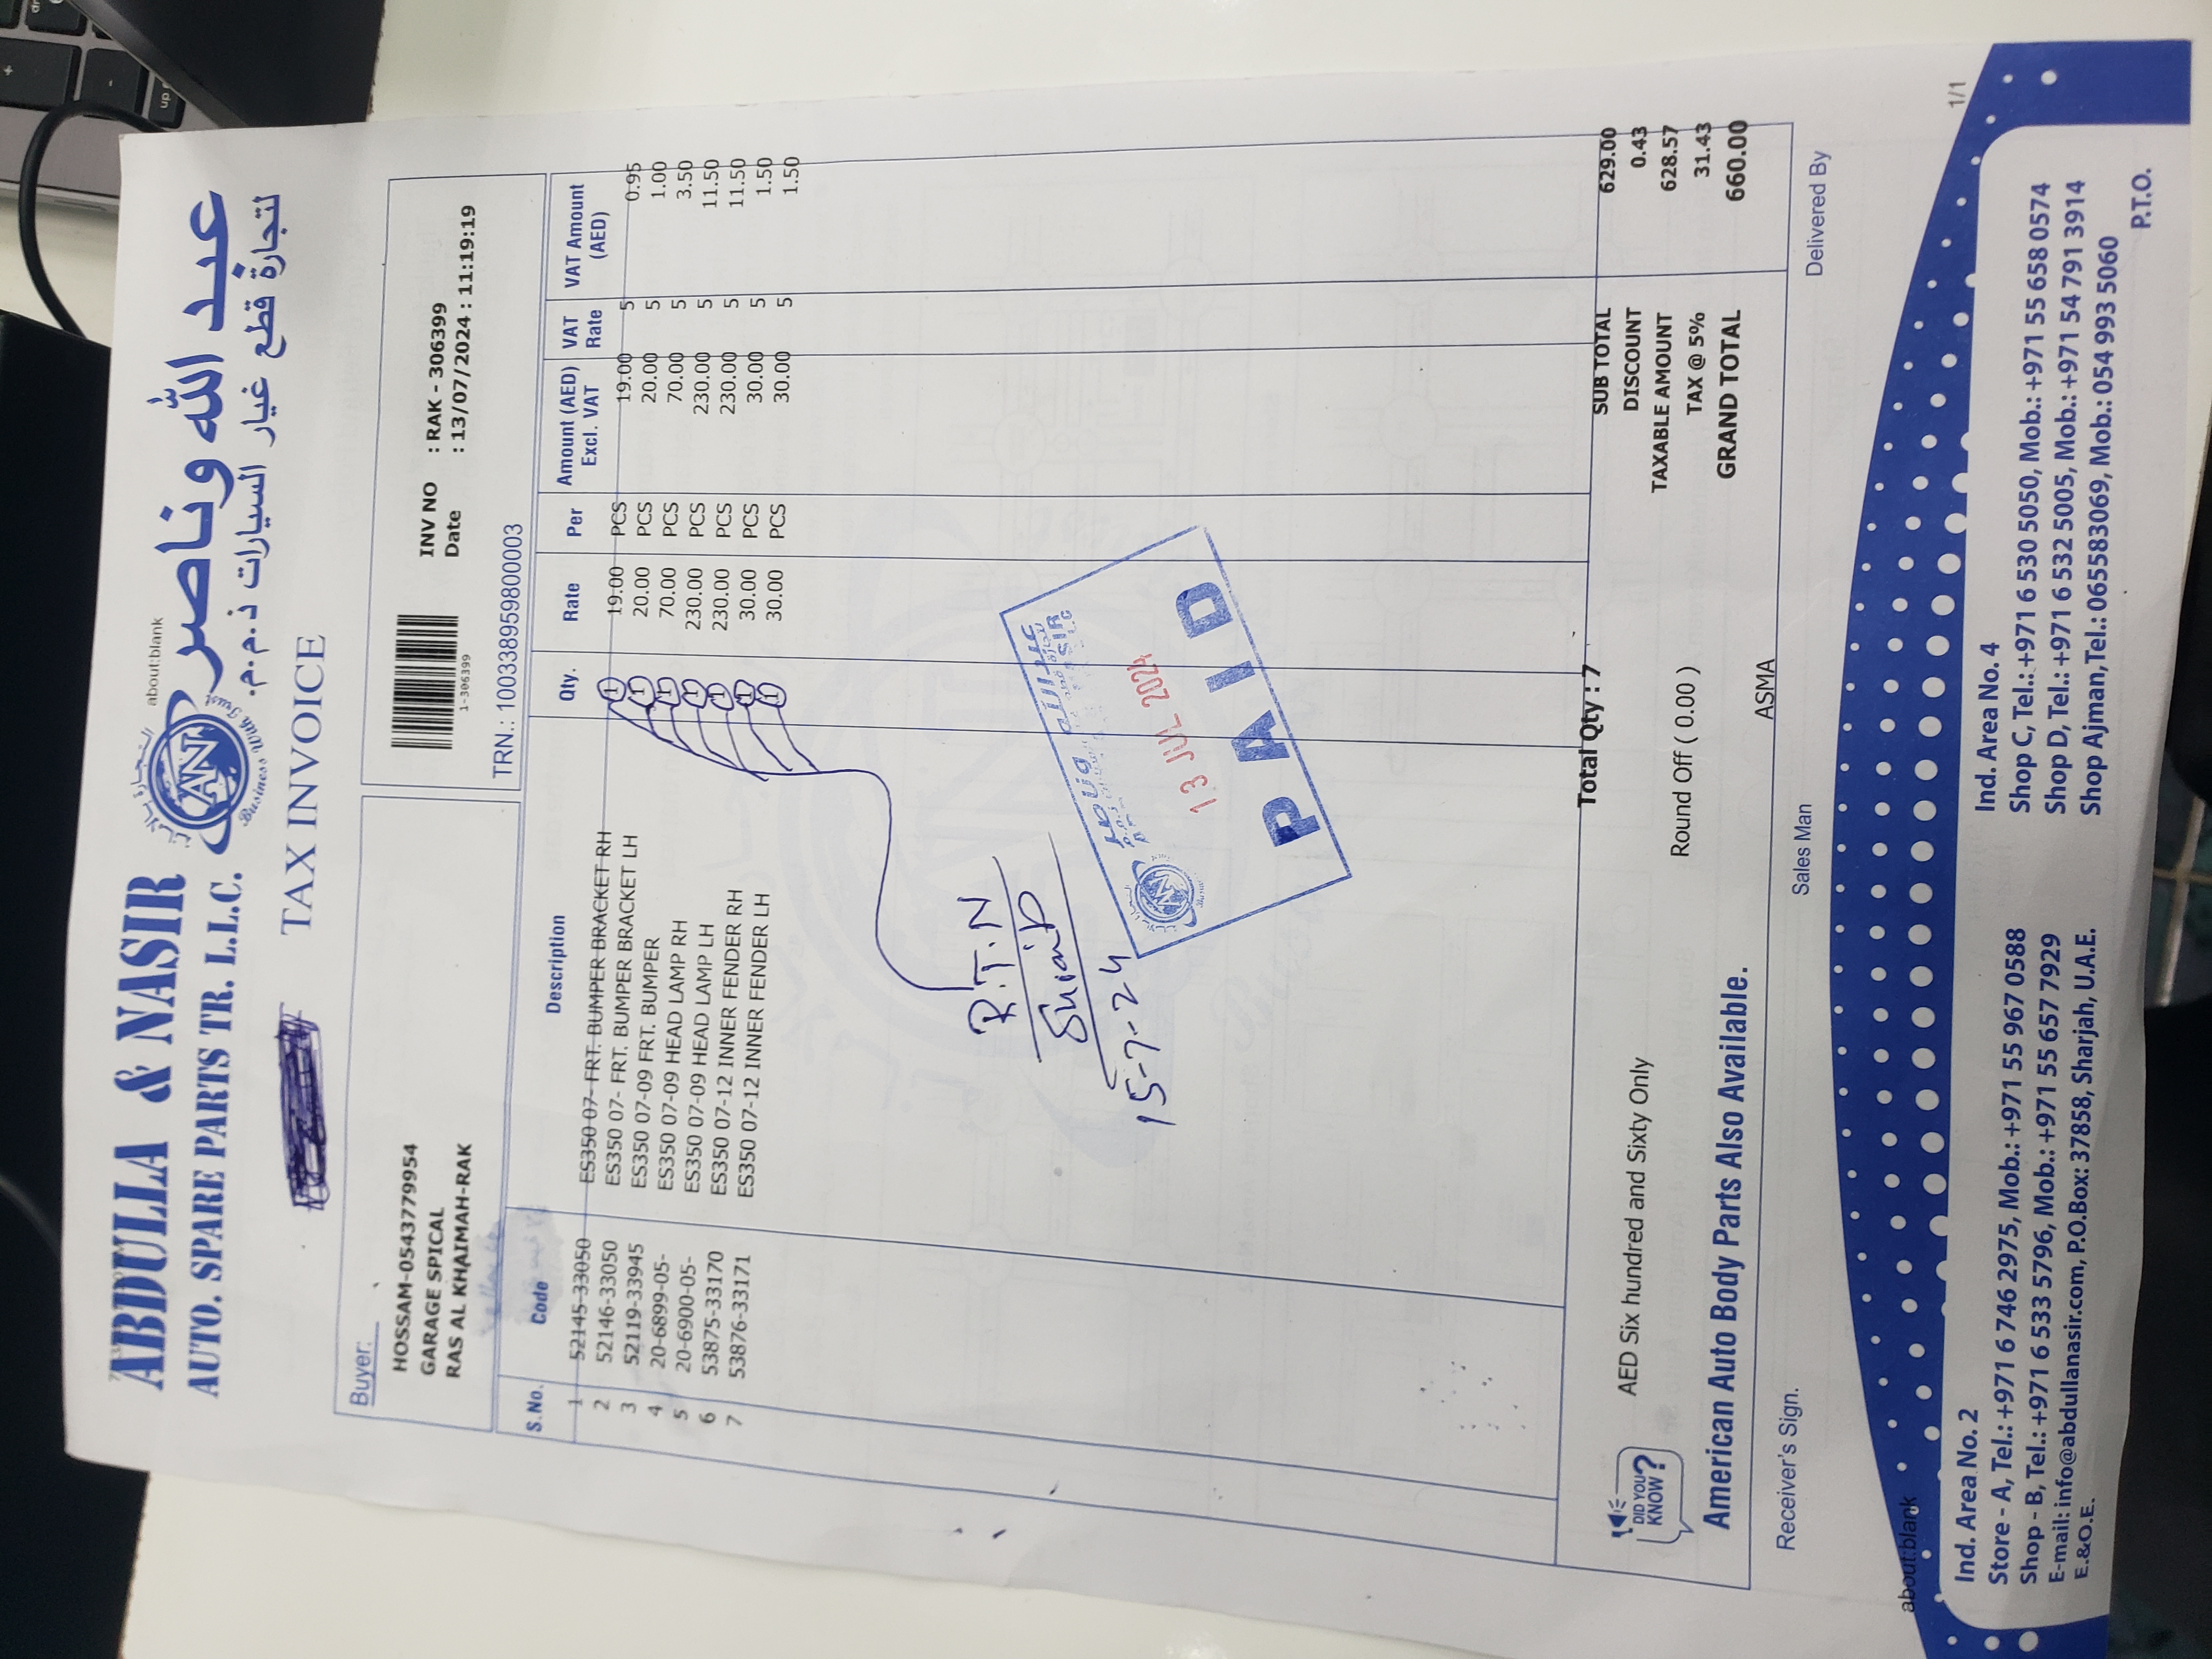 about:blank
ABDULLA & NASIR
AUTO. SPARE PARTS TR. L.L.C.
عبد الله وناصر
لتجارة قطع غيار السيارات ذ.م.م.
AN
Business With Trust
TAX INVOICE
Buyer:
HOSSAM-0543779954
GARAGE SPICAL
RAS AL KHAIMAH-RAK
1-306399
INV NO : RAK - 306399
Date : 13/07/2024 : 11:19:19
TRN.: 100338959800003
S.No. Code Description Qty. Rate Per Amount (AED) Excl. VAT VAT Rate VAT Amount (AED)
1 52145-33050 ES350 07- FRT. BUMPER BRACKET RH 1 19.00 PCS 19.00 5 0.95
2 52146-33050 ES350 07- FRT. BUMPER BRACKET LH 1 20.00 PCS 20.00 5 1.00
3 52119-33945 ES350 07-09 FRT. BUMPER 1 70.00 PCS 70.00 5 3.50
4 20-6899-05- ES350 07-09 HEAD LAMP RH 1 230.00 PCS 230.00 5 11.50
5 20-6900-05- ES350 07-09 HEAD LAMP LH 1 230.00 PCS 230.00 5 11.50
6 53875-33170 ES350 07-12 INNER FENDER RH 1 30.00 PCS 30.00 5 1.50
7 53876-33171 ES350 07-12 INNER FENDER LH 1 30.00 PCS 30.00 5 1.50
R.T.N
Shuaib
15-7-24
13 JUL 2024
PAID
Total Qty : 7
SUB TOTAL 629.00
DISCOUNT 0.43
AED Six hundred and Sixty Only
TAXABLE AMOUNT 628.57
Round Off ( 0.00 )
TAX @ 5% 31.43
GRAND TOTAL 660.00
DID YOU KNOW?
American Auto Body Parts Also Available.
ASMA
Receiver's Sign. Sales Man Delivered By
about:blank
1/1
Ind. Area No. 2
Store - A, Tel.: +971 6 746 2975, Mob.: +971 55 967 0588
Shop - B, Tel.: +971 6 533 5796, Mob.: +971 55 657 7929
E-mail: info@abdullanasir.com, P.O.Box: 37858, Sharjah, U.A.E.
E.&O.E.
Ind. Area No. 4
Shop C, Tel.: +971 6 530 5050, Mob.: +971 55 658 0574
Shop D, Tel.: +971 6 532 5005, Mob.: +971 54 791 3914
Shop Ajman, Tel.: 065583069, Mob.: 054 993 5060
P.T.O.